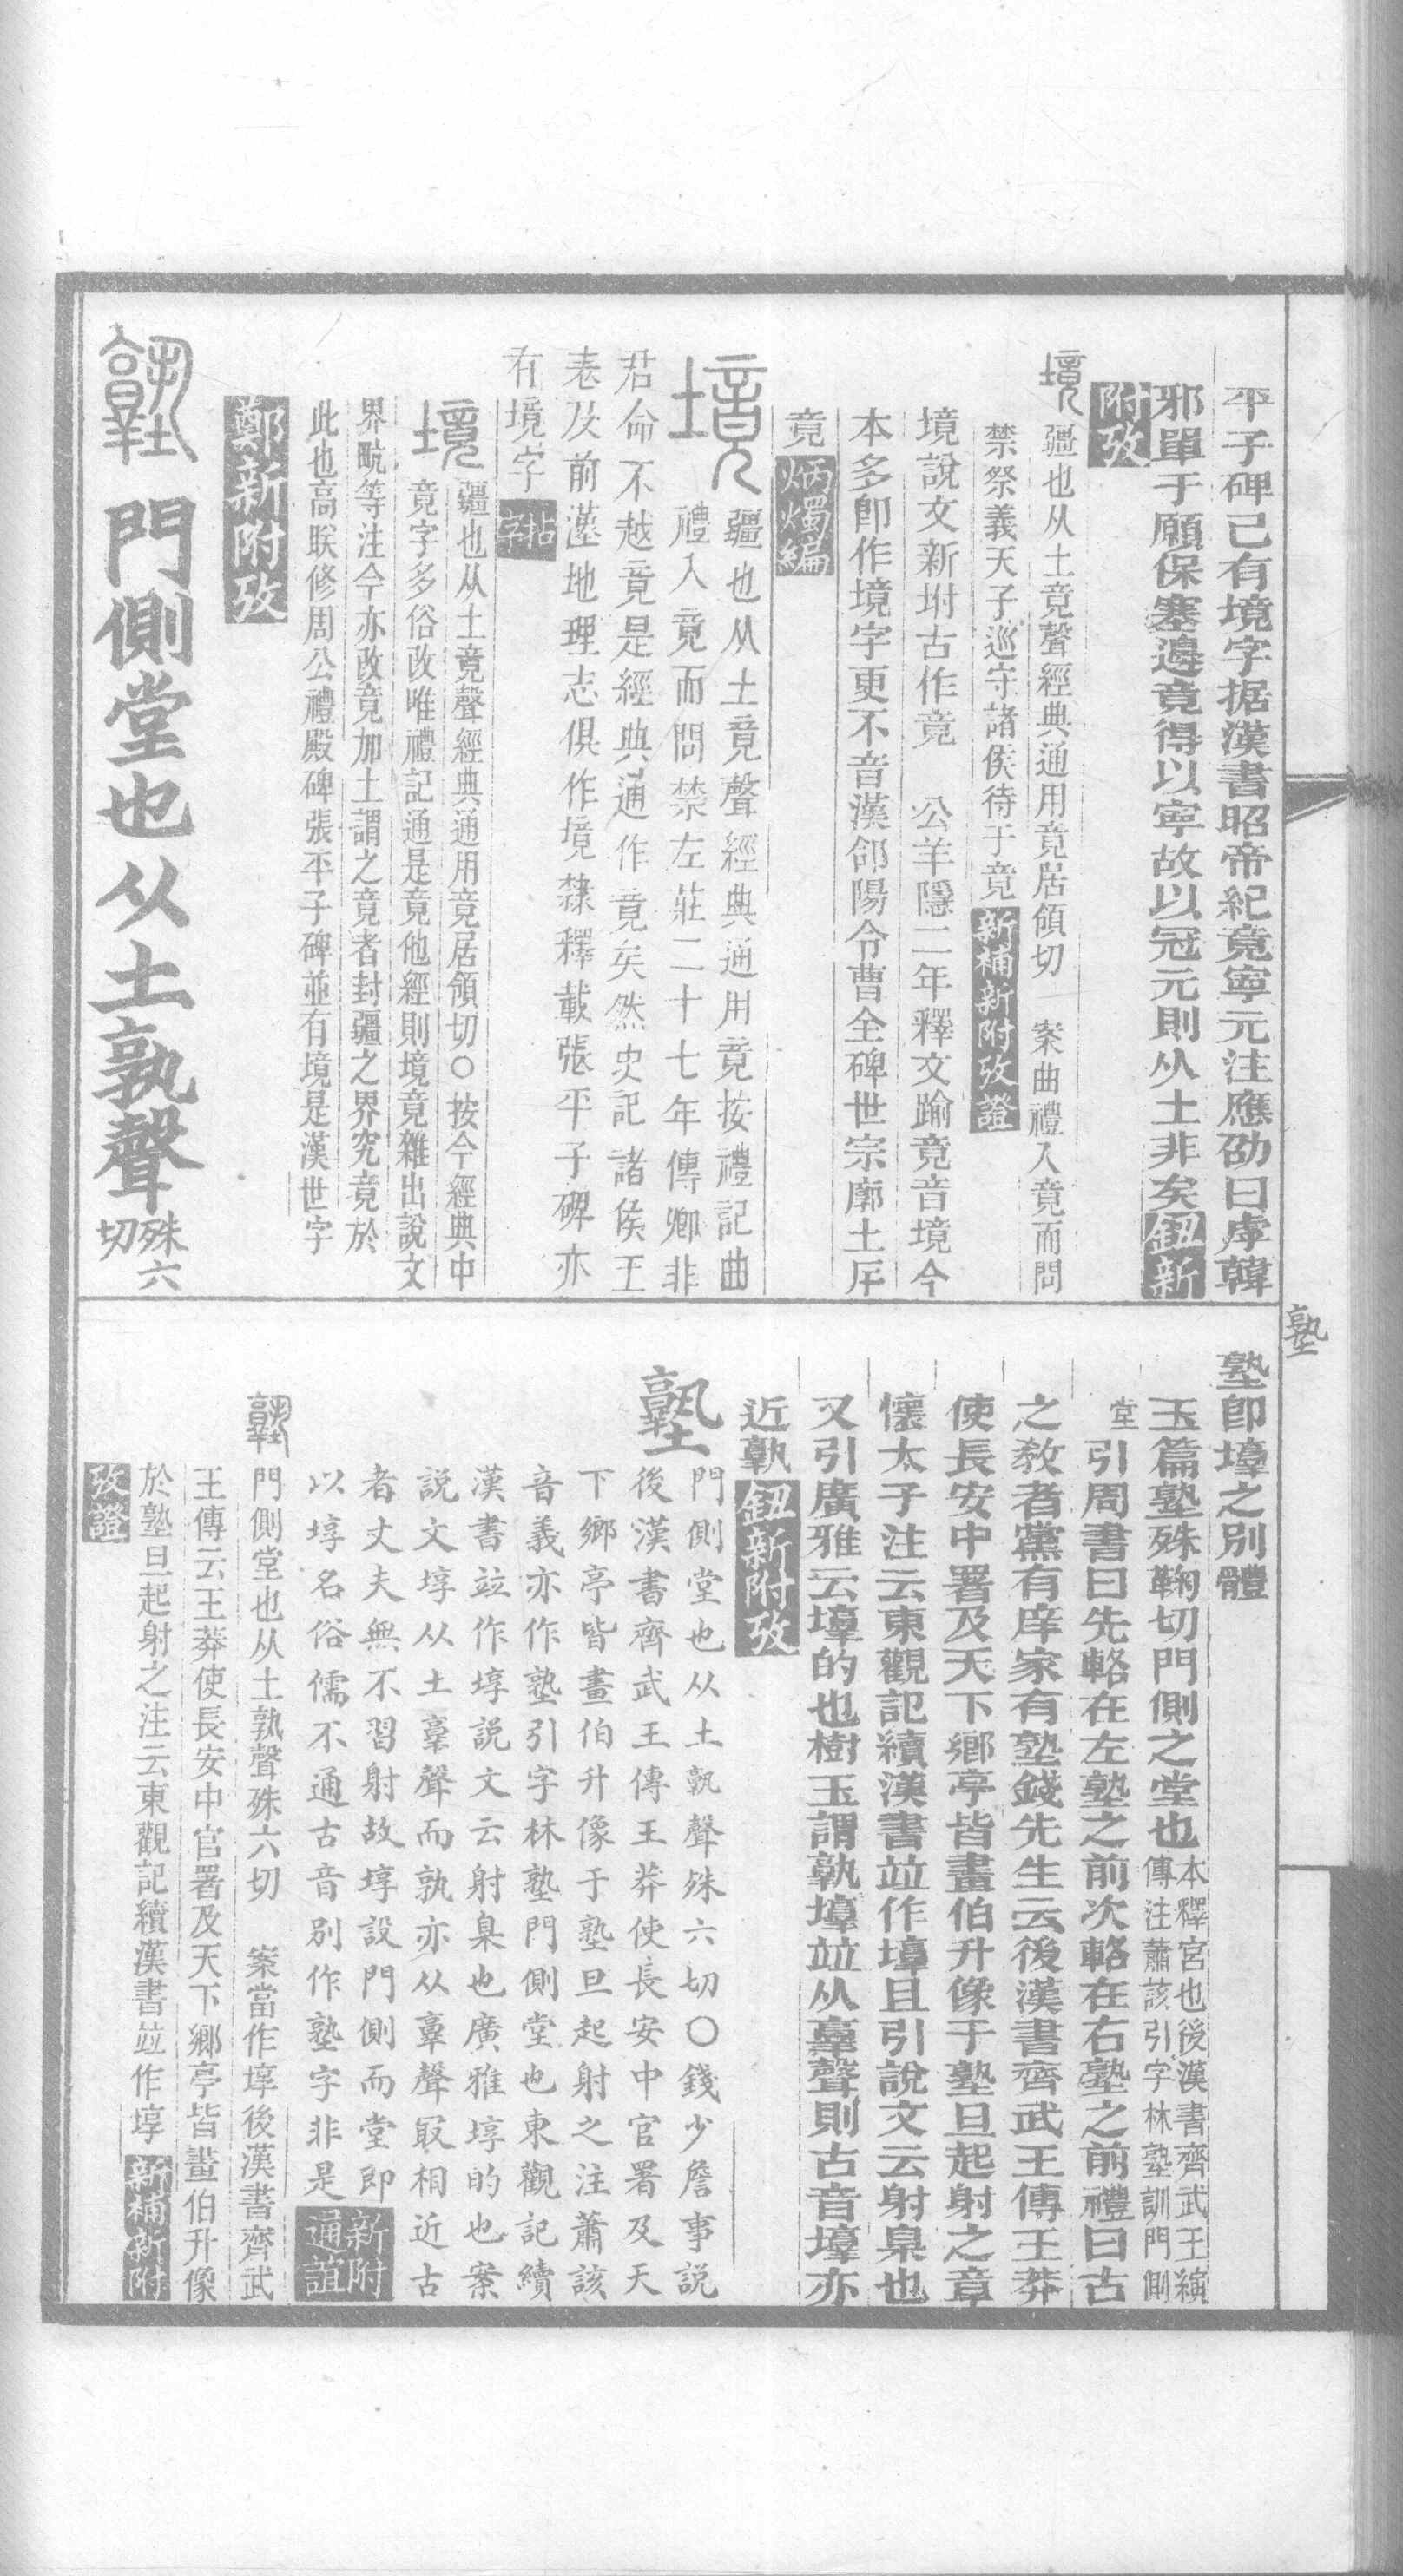 平子碑己有境字据漢書昭帝紀竟寧元注應劭曰虖韓
邪單于願保塞邊竟得以寧故以冠元則从土非矣鈕新
附攷
境疆也从土竟聲經典通用竟居領切 案曲禮入竟而問
禁祭義天子巡守諸侯待于竟新補新附攷證
境說文新坿古作竟 公羊隱二年釋文踰竟音境今
本多卽作境字更不音漢郃陽令曹全碑世宗廓土斥
竟炳燭編
境疆也从土竟聲經典通用竟按禮記曲
禮入竟而問禁左莊二十七年傳卿非
君命不越竟是經典通作竟矣然史記諸侯王
表及前漢地理志俱作境隸釋載張平子碑亦
有境字拈字
境疆也从土竟聲經典通用竟居領切○按今經典中
竟字多俗改唯禮記通是竟他經則境竟雜出說文
界畷等注今亦改竟加土謂之竟者封疆之界究竟於
此也高眹修周公禮殿碑張平子碑並有境是漢世字
鄭新附攷
塾門側堂也从土孰聲殊六切
塾
塾卽壔之別體
玉篇塾殊鞠切門側之堂也本釋宮也後漢書齊武王縯傳注蕭該引字林塾訓門側
堂引周書曰先輅在左塾之前次輅在右塾之前禮曰古
之敎者黨有庠家有塾錢先生云後漢書齊武王傳王莽
使長安中署及天下鄉亭皆畫伯升像于塾旦起射之章
懷太子注云東觀記續漢書竝作壔且引說文云射臬也
又引廣雅云壔的也樹玉謂孰壔竝从𦎫聲則古音壔亦
近孰鈕新附攷
塾門側堂也从土孰聲殊六切○錢少詹事說
後漢書齊武王傳王莽使長安中官署及天
下鄉亭皆畫伯升像于塾旦起射之注蕭該
音義亦作塾引字林塾門側堂也東觀記續
漢書竝作埻說文云射臬也廣雅埻的也案
說文埻从土𦎫聲而孰亦从𦎫聲㝡相近古
者丈夫無不習射故埻設門側而堂卽
以埻名俗儒不通古音別作塾字非是新附通誼
塾門側堂也从土孰聲殊六切 案當作埻後漢書齊武
王傳云王莽使長安中官署及天下鄉亭皆畫伯升像
於塾旦起射之注云東觀記續漢書竝作埻新補新附
攷證